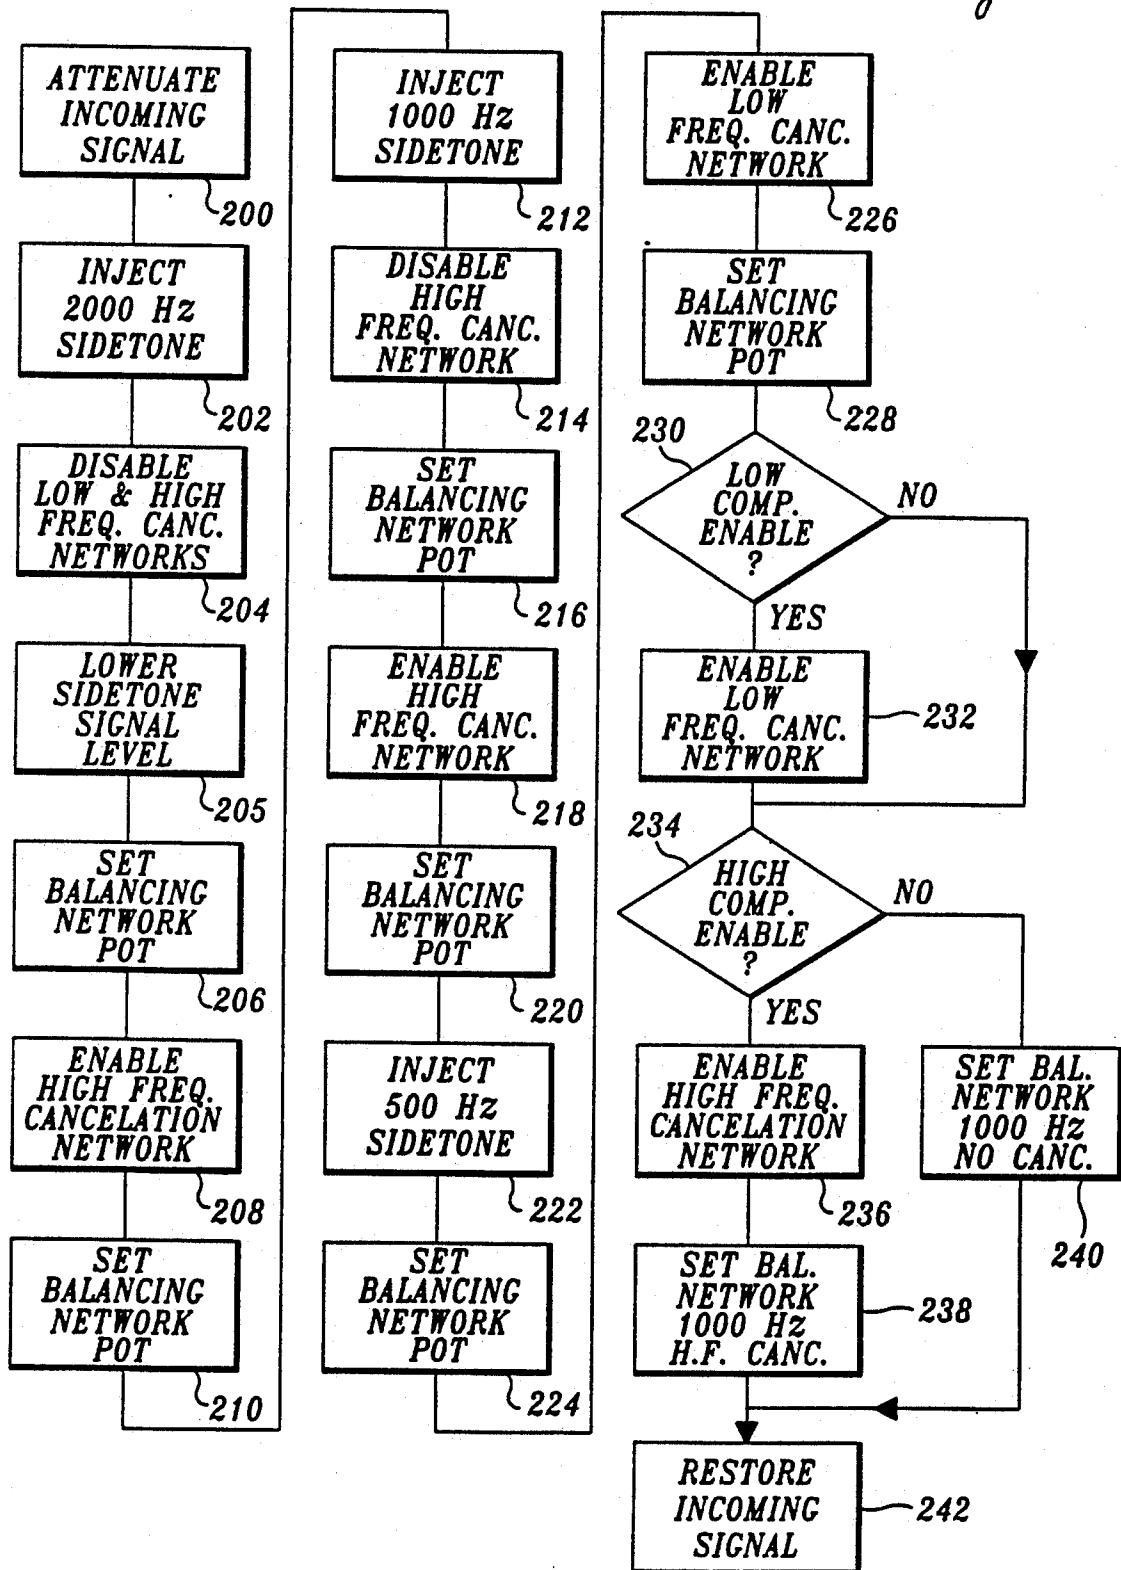 ATTENUATE
INCOMING
SIGNAL
200
INJECT
2000 Hz
SIDETONE
202
DISABLE
LOW & HIGH
FREQ. CANC.
NETWORKS
204
LOWER
SIDETONE
SIGNAL
LEVEL
205
SET
BALANCING
NETWORK
POT
206
ENABLE
HIGH FREQ.
CANCELATION
NETWORK
208
SET
BALANCING
NETWORK
POT
210
INJECT
1000 Hz
SIDETONE
212
DISABLE
HIGH
FREQ. CANC.
NETWORK
214
SET
BALANCING
NETWORK
POT
216
ENABLE
HIGH
FREQ. CANC.
NETWORK
218
SET
BALANCING
NETWORK
POT
220
INJECT
500 Hz
SIDETONE
222
SET
BALANCING
NETWORK
POT
224
ENABLE
LOW
FREQ. CANC.
NETWORK
226
SET
BALANCING
NETWORK
POT
228
230
LOW
COMP.
ENABLE
?
NO
YES
ENABLE
LOW
FREQ. CANC.
NETWORK
232
234
HIGH
COMP.
ENABLE
?
NO
YES
ENABLE
HIGH FREQ.
CANCELATION
NETWORK
236
SET BAL.
NETWORK
1000 Hz
NO CANC.
240
SET BAL.
NETWORK
1000 Hz
H.F. CANC.
238
RESTORE
INCOMING
SIGNAL
242